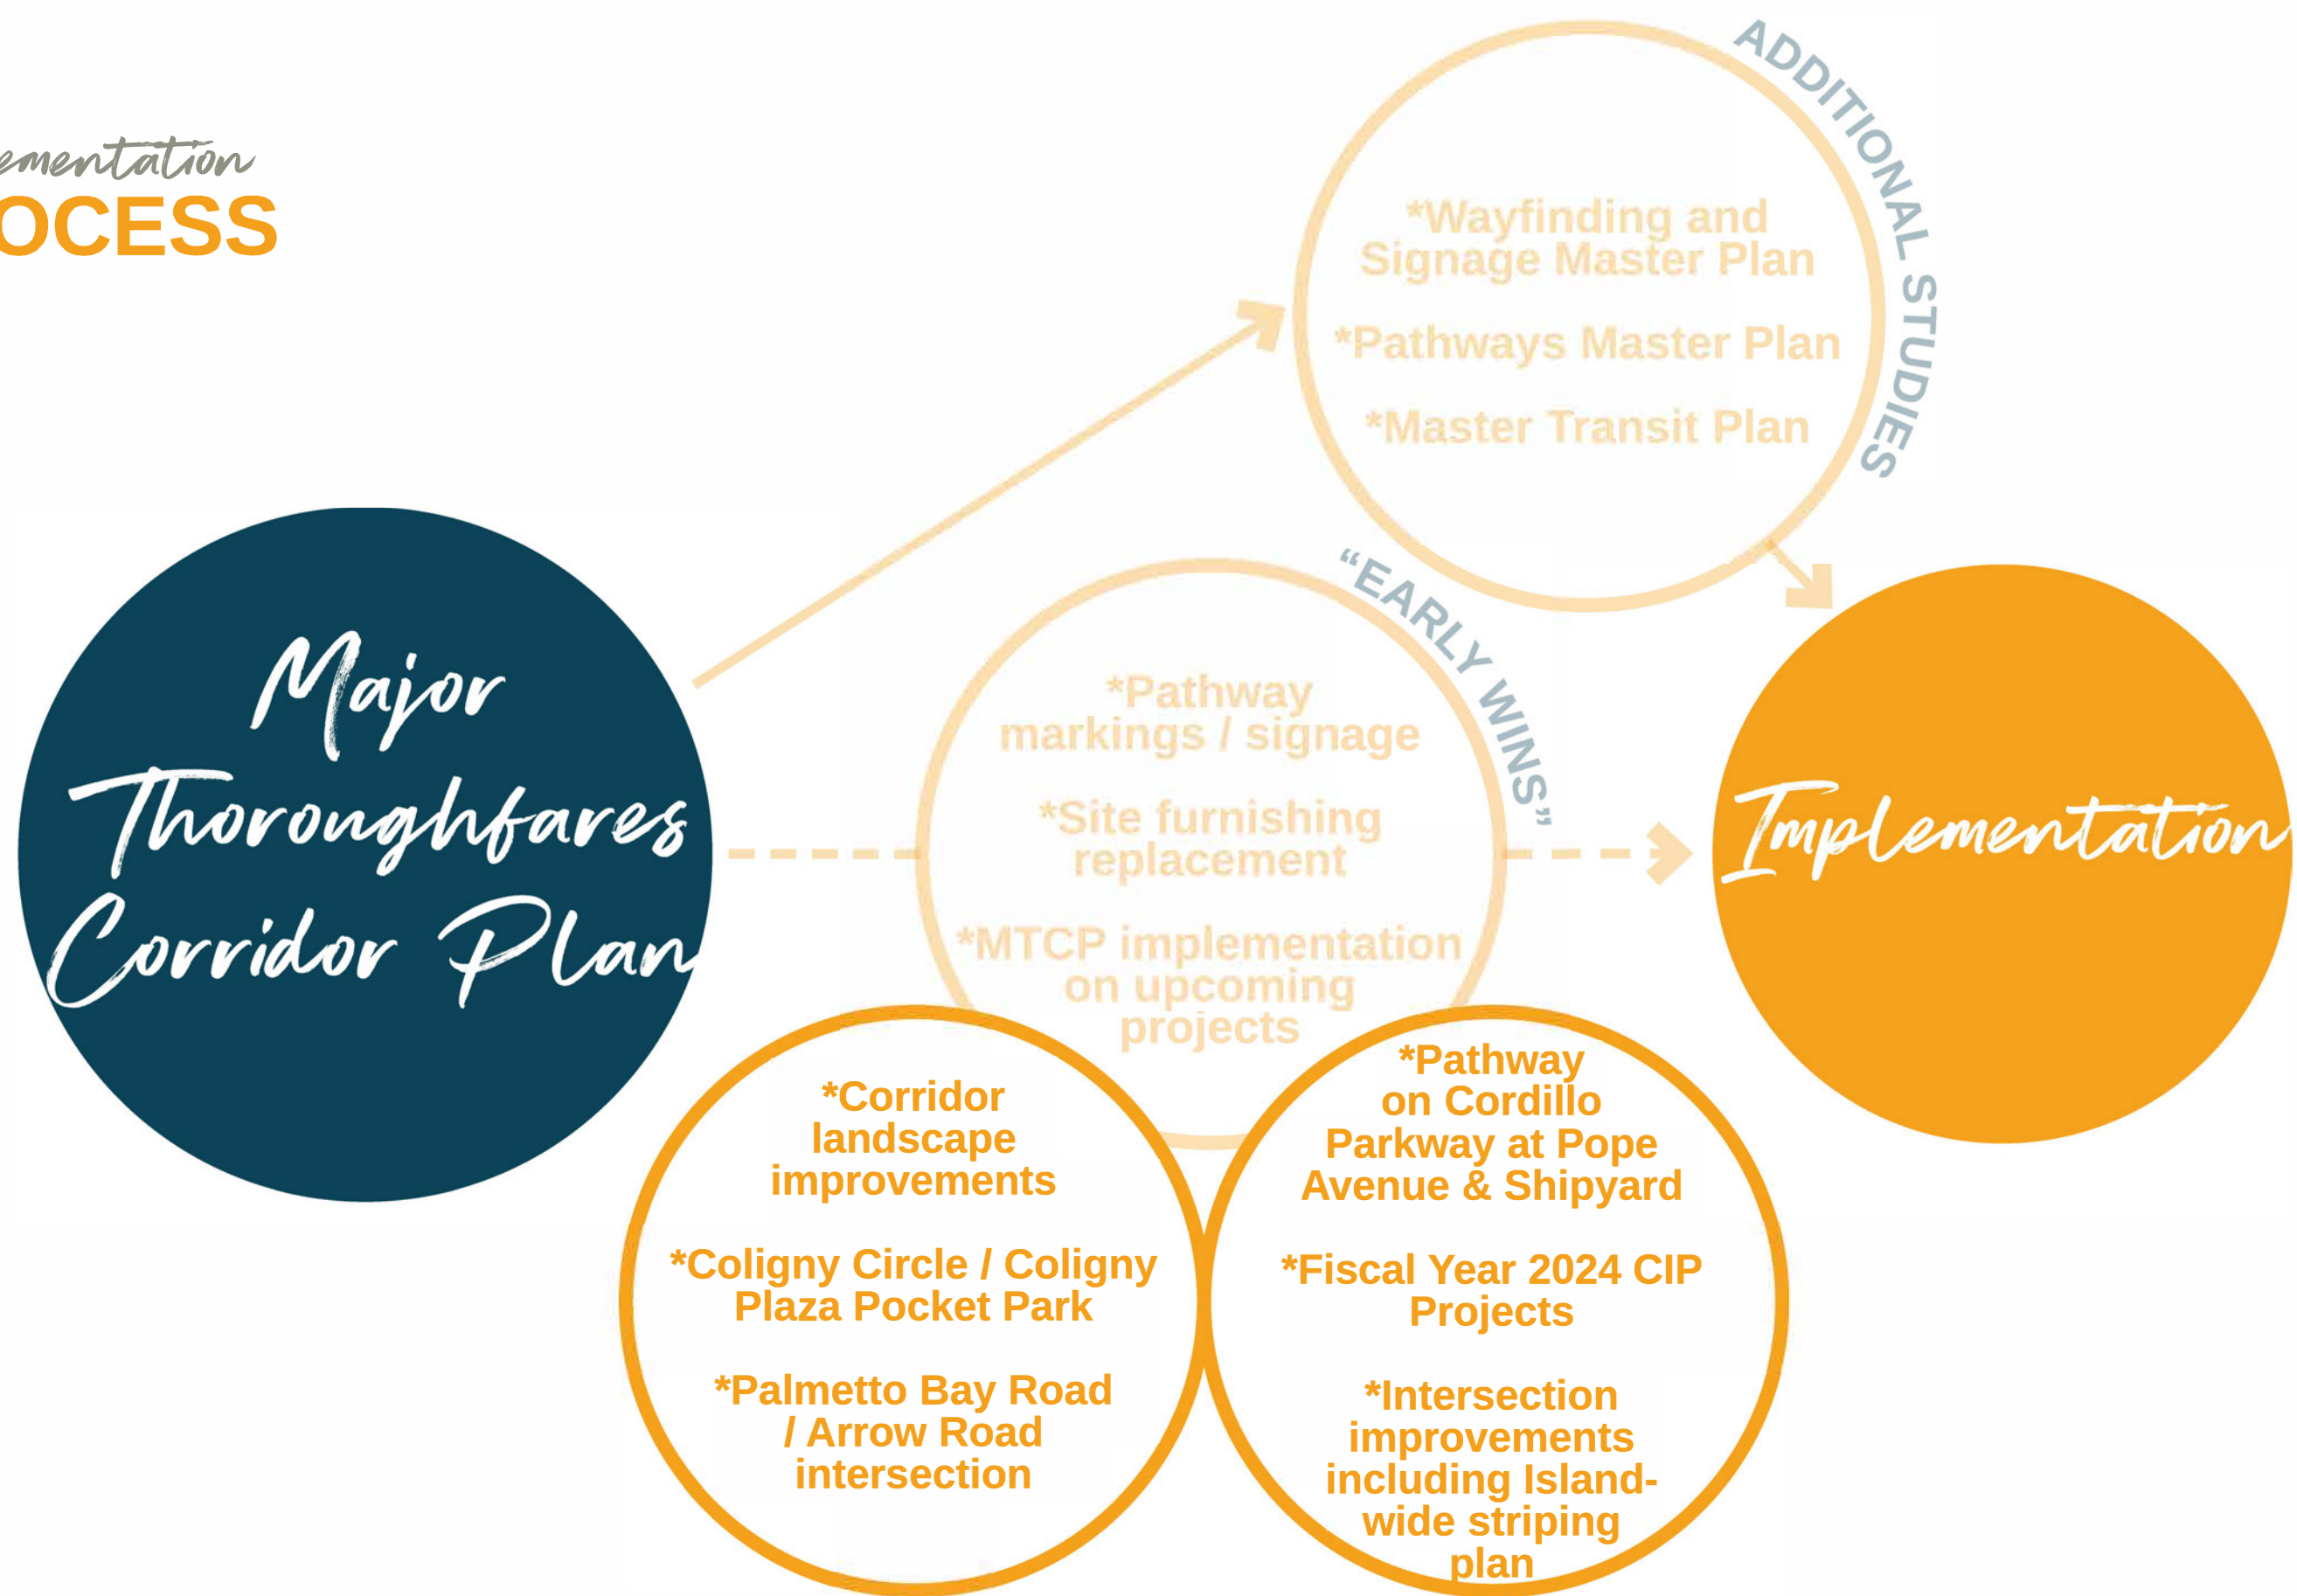 ementation
OCESS
ADDITIONAL STUDIES
*Wayfinding and
Signage Master Plan
*Pathways Master Plan
*Master Transit Plan
Major
Thoroughfares
Corridor Plan
“EARLY WINS”
*Pathway
markings / signage
*Site furnishing
replacement
*MTCP implementation
on upcoming
projects
Implementation
*Corridor
landscape
improvements
*Coligny Circle / Coligny
Plaza Pocket Park
*Palmetto Bay Road
/ Arrow Road
intersection
*Pathway
on Cordillo
Parkway at Pope
Avenue & Shipyard
*Fiscal Year 2024 CIP
Projects
*Intersection
improvements
including Island-
wide striping
plan